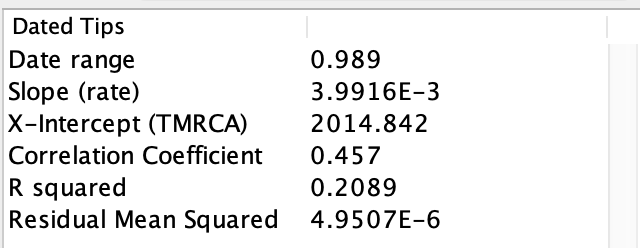 Dated Tips
Date range 0.989
Slope (rate) 3.9916E-3
X-Intercept (TMRCA) 2014.842
Correlation Coefficient 0.457
R squared 0.2089
Residual Mean Squared 4.9507E-6